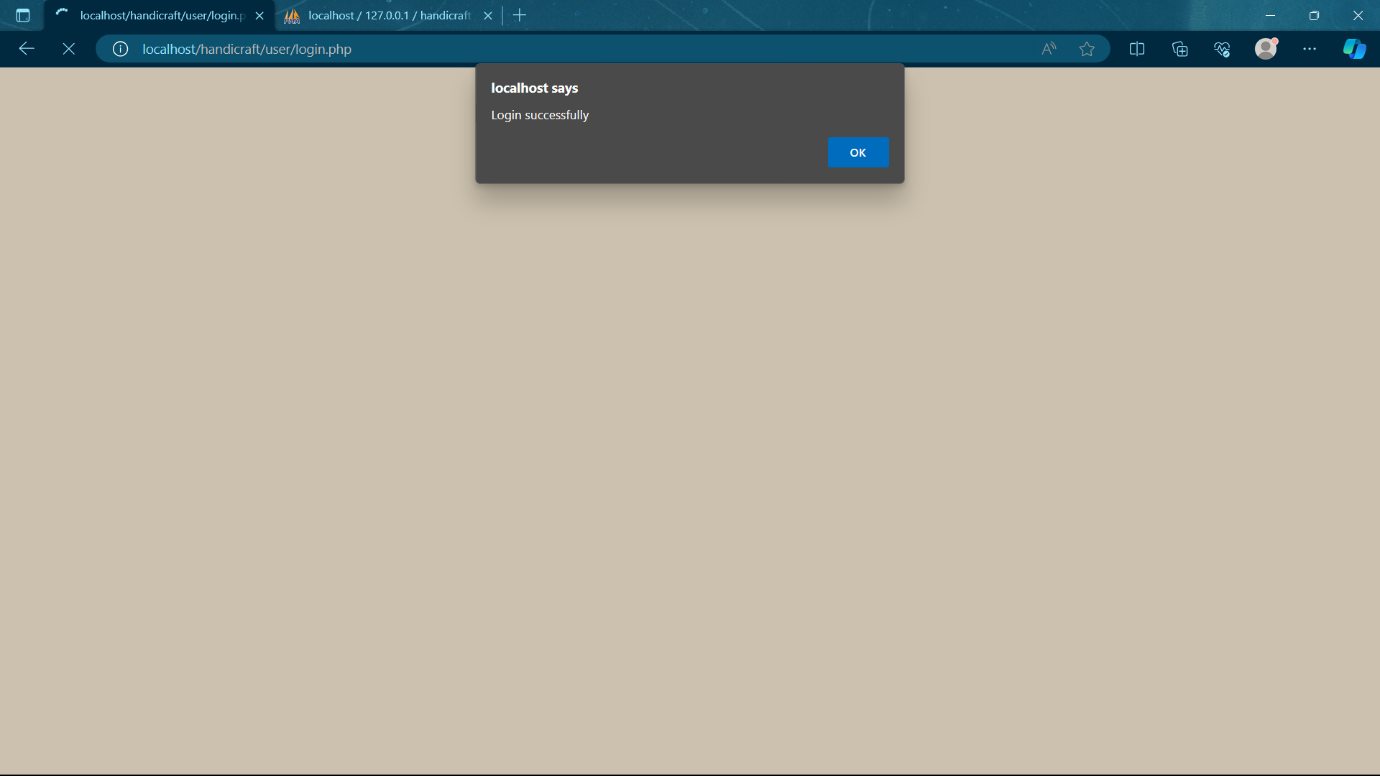 localhost/handicraft/user/login.p
localhost / 127.0.0.1 / handicraft
localhost/handicraft/user/login.php
localhost says
Login successfully
OK